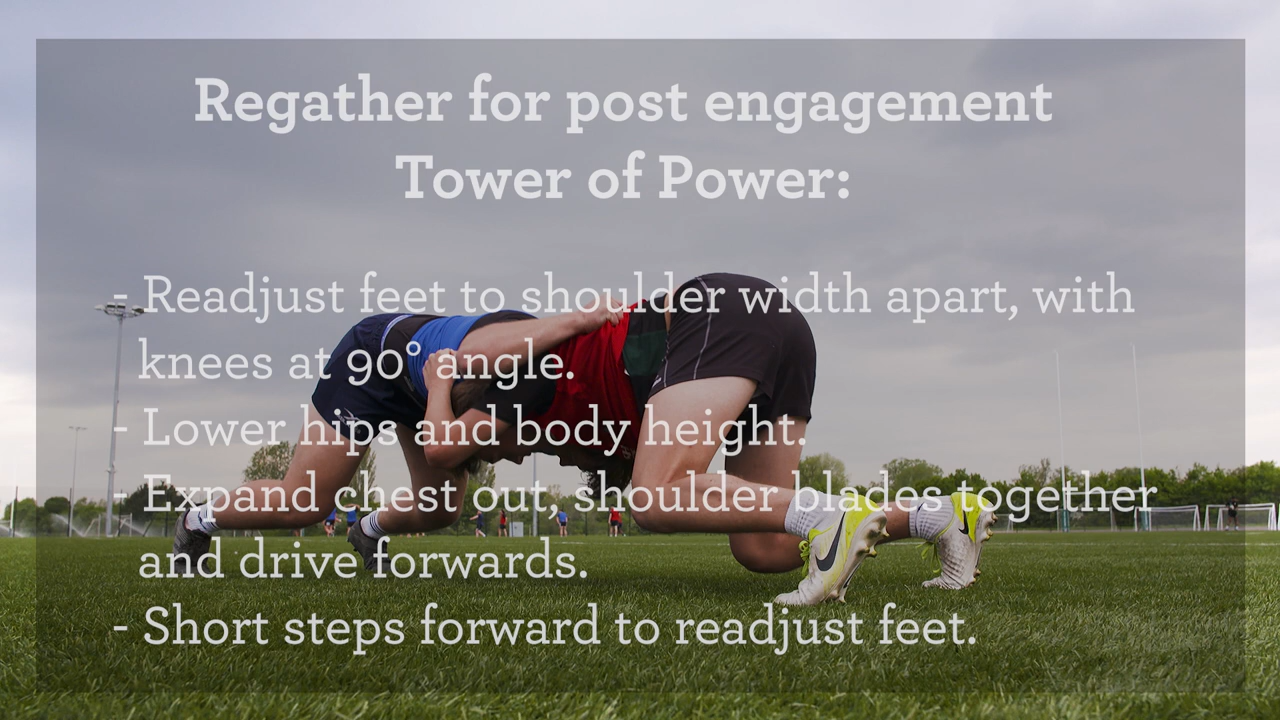 Regather for post engagement
Tower of Power:
- Readjust feet to shoulder width apart, with
knees at 90° angle.
- Lower hips and body height.
- Expand chest out, shoulder blades together
and drive forwards.
- Short steps forward to readjust feet.